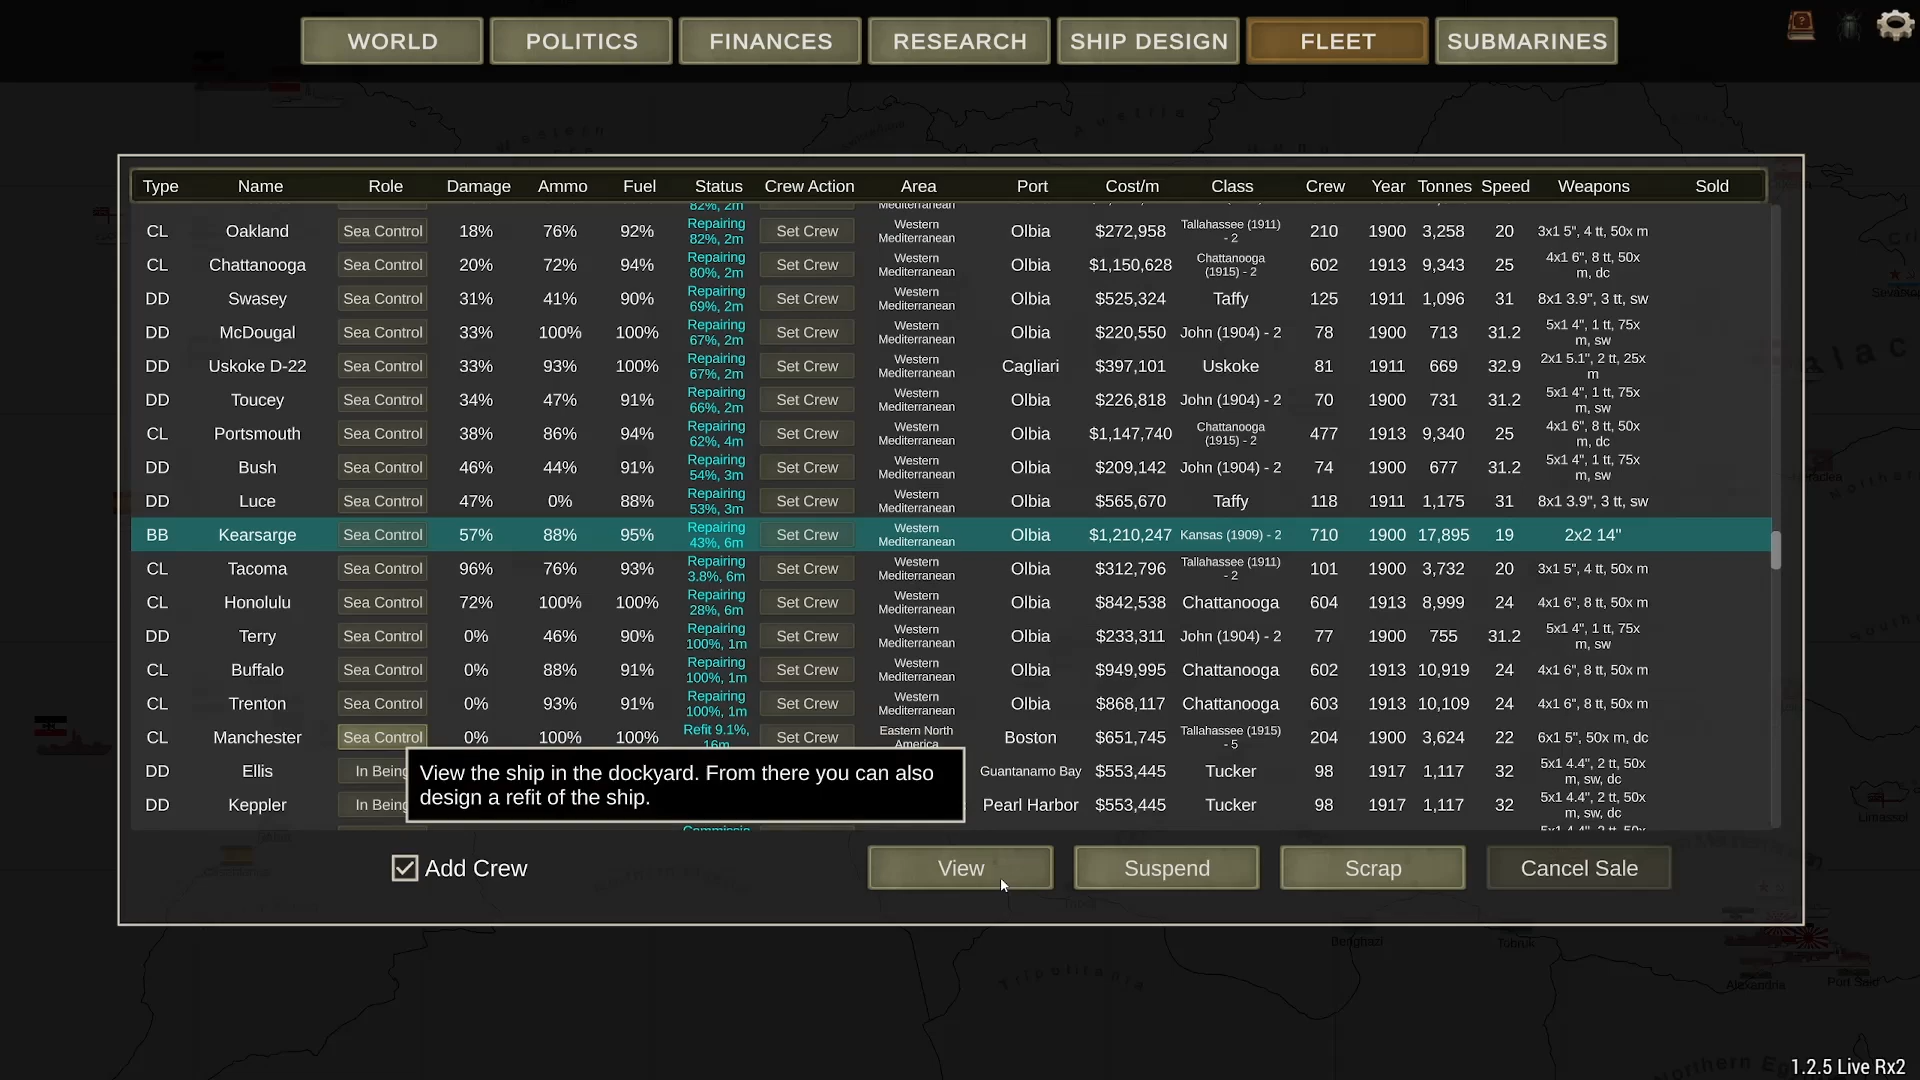 WORLD POLITICS FINANCES RESEARCH SHIP DESIGN FLEET SUBMARINES
Type Name Role Damage Ammo Fuel Status Crew Action Area Port Cost/m Class Crew Year Tonnes Speed Weapons Sold
82%, 2m Mediterranean
CL Oakland Sea Control 18% 76% 92% Repairing 82%, 2m Set Crew Western Mediterranean Olbia $272,958 Tallahassee (1911) - 2 210 1900 3,258 20 3x1 5", 4 tt, 50x m
CL Chattanooga Sea Control 20% 72% 94% Repairing 80%, 2m Set Crew Western Mediterranean Olbia $1,150,628 Chattanooga (1915) - 2 602 1913 9,343 25 4x1 6", 8 tt, 50x m, dc
DD Swasey Sea Control 31% 41% 90% Repairing 69%, 2m Set Crew Western Mediterranean Olbia $525,324 Taffy 125 1911 1,096 31 8x1 3.9", 3 tt, sw
DD McDougal Sea Control 33% 100% 100% Repairing 67%, 2m Set Crew Western Mediterranean Olbia $220,550 John (1904) - 2 78 1900 713 31.2 5x1 4", 1 tt, 75x m, sw
DD Uskoke D-22 Sea Control 33% 93% 100% Repairing 67%, 2m Set Crew Western Mediterranean Cagliari $397,101 Uskoke 81 1911 669 32.9 2x1 5.1", 2 tt, 25x m
DD Toucey Sea Control 34% 47% 91% Repairing 66%, 2m Set Crew Western Mediterranean Olbia $226,818 John (1904) - 2 70 1900 731 31.2 5x1 4", 1 tt, 75x m, sw
CL Portsmouth Sea Control 38% 86% 94% Repairing 62%, 4m Set Crew Western Mediterranean Olbia $1,147,740 Chattanooga (1915) - 2 477 1913 9,340 25 4x1 6", 8 tt, 50x m, dc
DD Bush Sea Control 46% 44% 91% Repairing 54%, 3m Set Crew Western Mediterranean Olbia $209,142 John (1904) - 2 74 1900 677 31.2 5x1 4", 1 tt, 75x m, sw
DD Luce Sea Control 47% 0% 88% Repairing 53%, 3m Set Crew Western Mediterranean Olbia $565,670 Taffy 118 1911 1,175 31 8x1 3.9", 3 tt, sw
BB Kearsarge Sea Control 57% 88% 95% Repairing 43%, 6m Set Crew Western Mediterranean Olbia $1,210,247 Kansas (1909) - 2 710 1900 17,895 19 2x2 14"
CL Tacoma Sea Control 96% 76% 93% Repairing 3.8%, 6m Set Crew Western Mediterranean Olbia $312,796 Tallahassee (1911) - 2 101 1900 3,732 20 3x1 5", 4 tt, 50x m
CL Honolulu Sea Control 72% 100% 100% Repairing 28%, 6m Set Crew Western Mediterranean Olbia $842,538 Chattanooga 604 1913 8,999 24 4x1 6", 8 tt, 50x m
DD Terry Sea Control 0% 46% 90% Repairing 100%, 1m Set Crew Western Mediterranean Olbia $233,311 John (1904) - 2 77 1900 755 31.2 5x1 4", 1 tt, 75x m, sw
CL Buffalo Sea Control 0% 88% 91% Repairing 100%, 1m Set Crew Western Mediterranean Olbia $949,995 Chattanooga 602 1913 10,919 24 4x1 6", 8 tt, 50x m
CL Trenton Sea Control 0% 93% 91% Repairing 100%, 1m Set Crew Western Mediterranean Olbia $868,117 Chattanooga 603 1913 10,109 24 4x1 6", 8 tt, 50x m
CL Manchester Sea Control 0% 100% 100% Refit 9.1%, 16m Set Crew Eastern North America Boston $651,745 Tallahassee (1915) - 5 204 1900 3,624 22 6x1 5", 50x m, dc
DD Ellis In Being Guantanamo Bay $553,445 Tucker 98 1917 1,117 32 5x1 4.4", 2 tt, 50x m, sw, dc
DD Keppler In Being Pearl Harbor $553,445 Tucker 98 1917 1,117 32 5x1 4.4", 2 tt, 50x m, sw, dc
View the ship in the dockyard. From there you can also
design a refit of the ship.
Add Crew View Suspend Scrap Cancel Sale
Benghazi Tobruk
Tripolitania
Alexandria Port Said
Limassol
1.2.5 Live Rx2